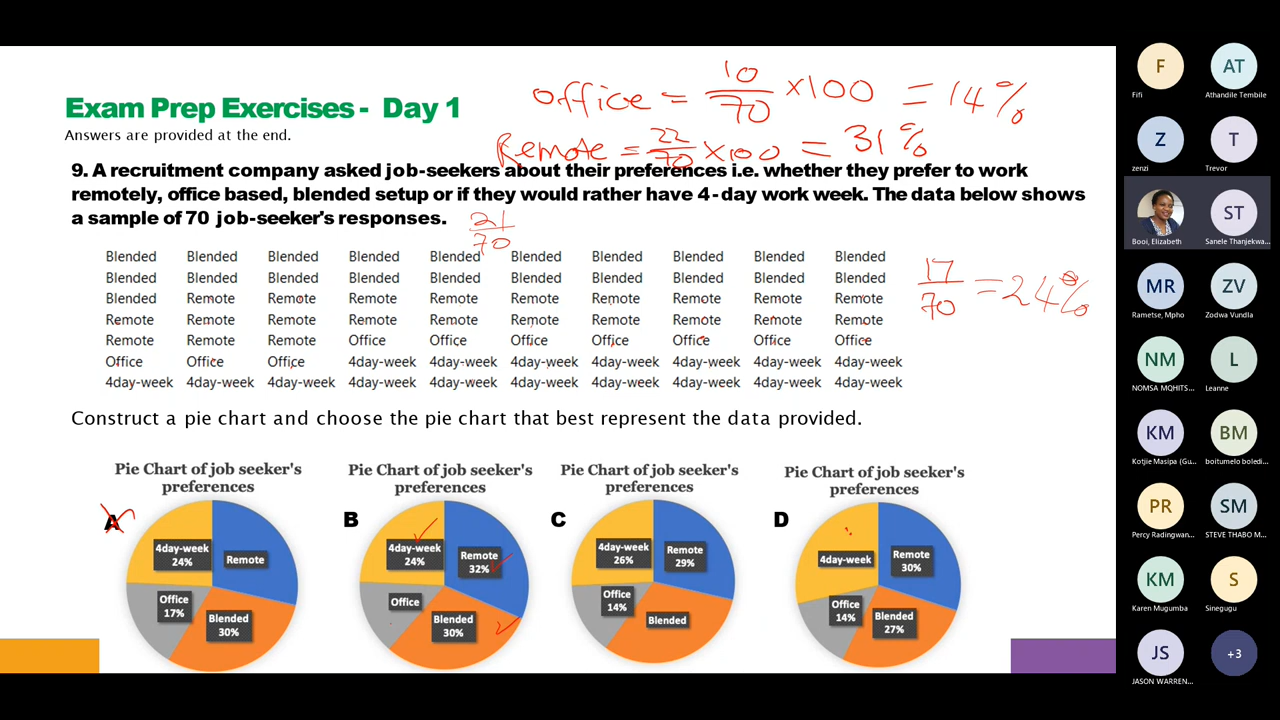 office = 10/70 ×100 = 14%
Exam Prep Exercises - Day 1
Answers are provided at the end.
Remote = 22/70 ×100 = 31%
9. A recruitment company asked job-seekers about their preferences i.e. whether they prefer to work
remotely, office based, blended setup or if they would rather have 4-day work week. The data below shows
a sample of 70 job-seeker's responses.
21/70
Blended Blended Blended Blended Blended Blended Blended Blended Blended Blended
Blended Blended Blended Blended Blended Blended Blended Blended Blended Blended
Blended Remote Remote Remote Remote Remote Remote Remote Remote Remote
Remote Remote Remote Remote Remote Remote Remote Remote Remote Remote
Remote Remote Remote Office Office Office Office Office Office Office
Office Office Office 4day-week 4day-week 4day-week 4day-week 4day-week 4day-week 4day-week
4day-week 4day-week 4day-week 4day-week 4day-week 4day-week 4day-week 4day-week 4day-week 4day-week
17/70 = 24%
Construct a pie chart and choose the pie chart that best represent the data provided.
A
Pie Chart of job seeker's
preferences
4day-week
24%
Remote
Office
17%
Blended
30%
B
Pie Chart of job seeker's
preferences
4day-week
24%
Remote
32%
Office
Blended
30%
C
Pie Chart of job seeker's
preferences
4day-week
26%
Remote
29%
Office
14%
Blended
D
Pie Chart of job seeker's
preferences
4day-week
Remote
30%
Office
14%
Blended
27%
F
Fifi
AT
Athandile Tembile
Z
zenzi
T
Trevor
Booi, Elizabeth
ST
Sanele Thanjekwa...
MR
Rametse, Mpho
ZV
Zodwa Vundla
NM
NOMSA MQHITS...
L
Leanne
KM
Kotjie Masipa (Gu...
BM
boitumelo boledi...
PR
Percy Radingwan...
SM
STEVE THABO M...
KM
Karen Mugumba
S
Sinegugu
JS
JASON WARREN...
+3